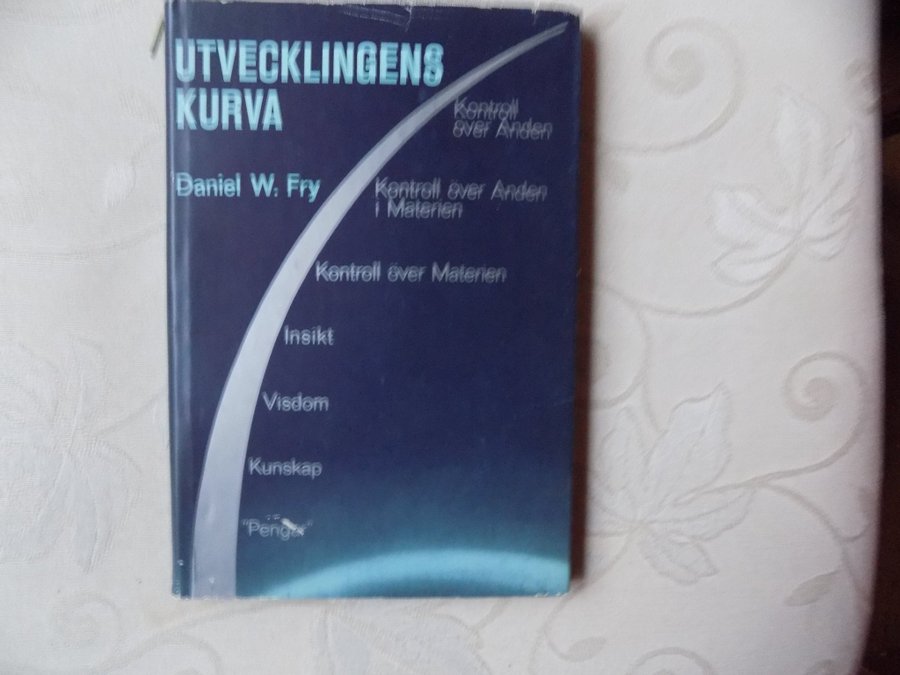 UTVECKLINGENS
KURVA
Daniel W. Fry
Kontroll
över Anden
Kontroll över Anden
i Materien
Kontroll över Materien
Insikt
Visdom
Kunskap
"Pengar"